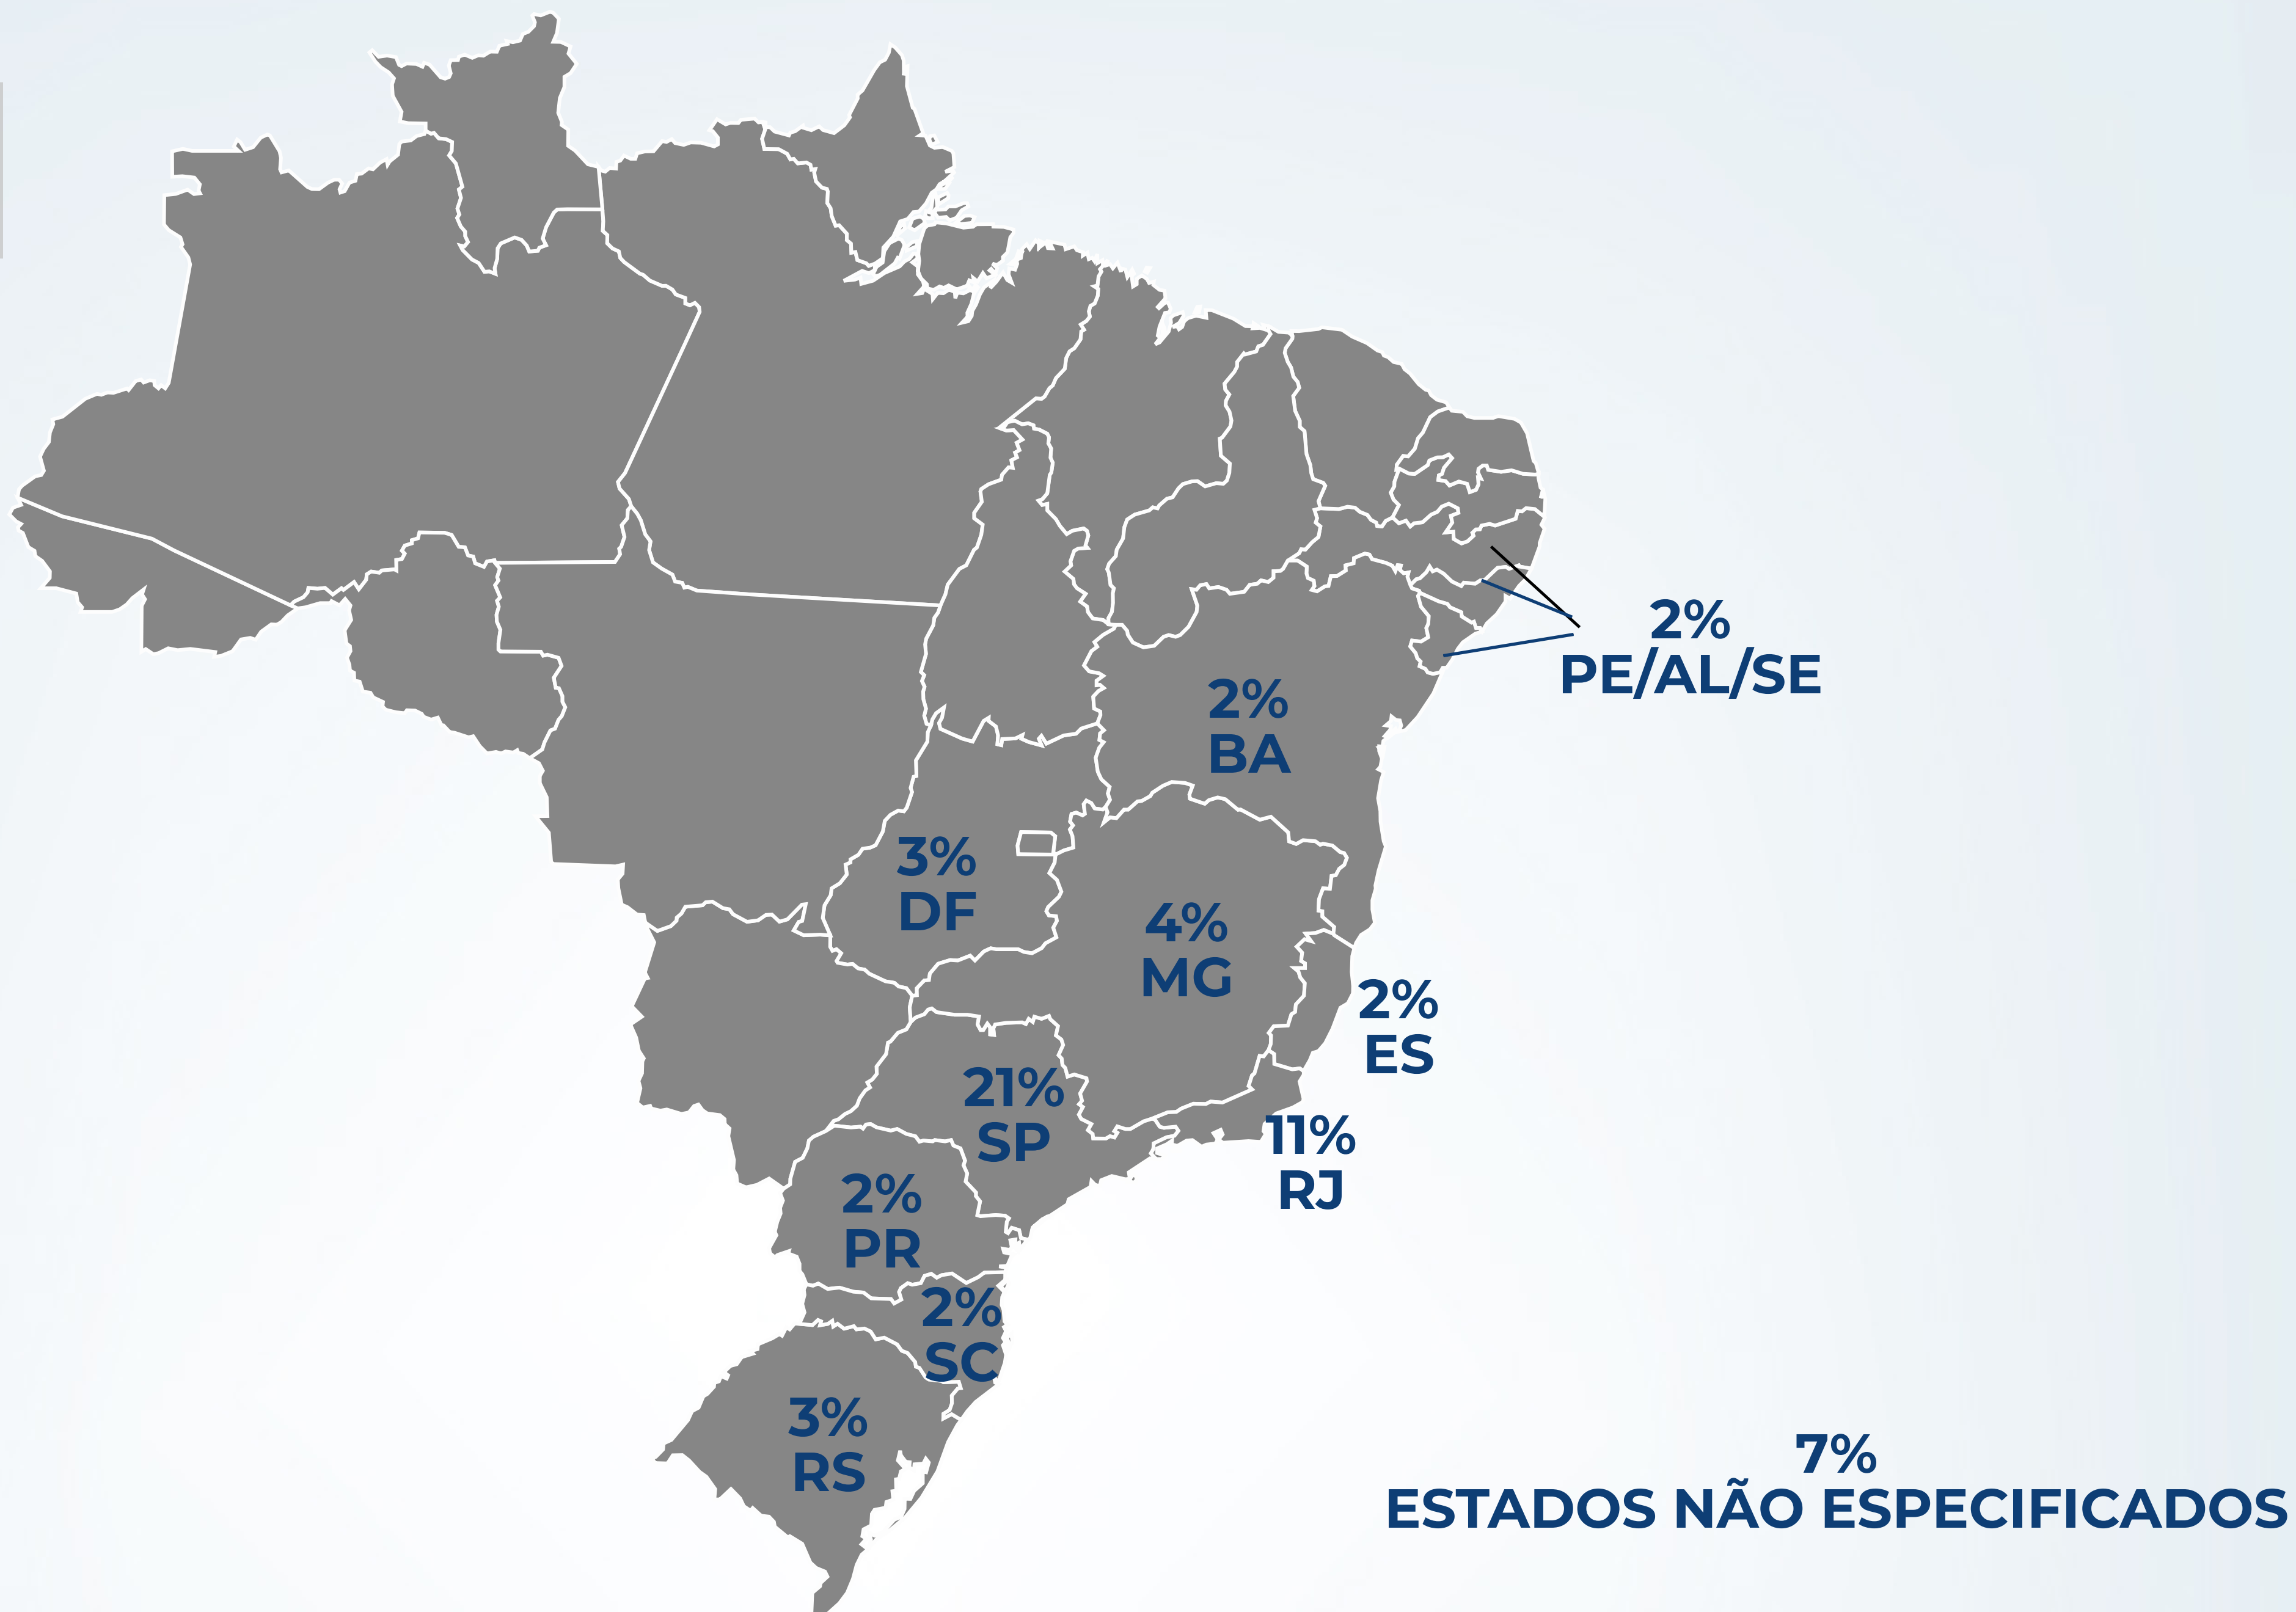 2%
PE/AL/SE
2%
BA
3%
DF
4%
MG
2%
ES
21%
SP
11%
RJ
2%
PR
2%
SC
3%
RS
7%
ESTADOS NÃO ESPECIFICADOS